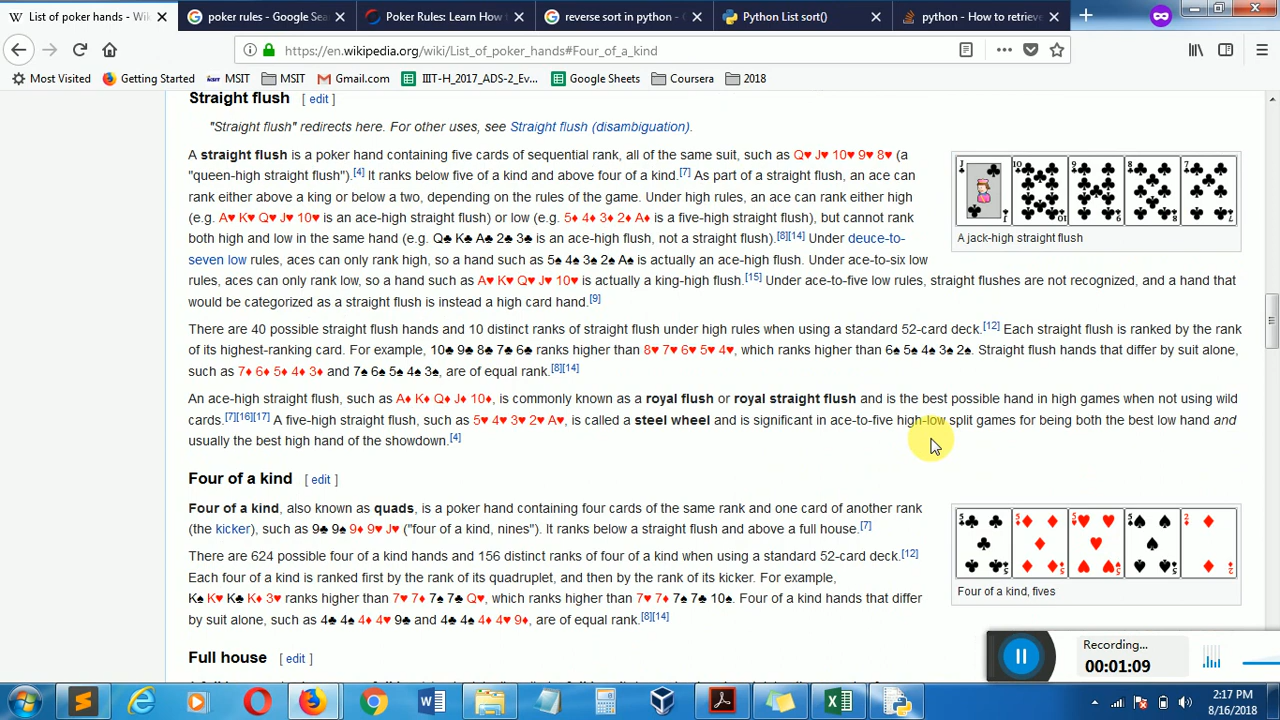 List of poker hands - Wik
poker rules - Google Sea
Poker Rules: Learn How
reverse sort in python -
Python List sort()
python - How to retrieve
https://en.wikipedia.org/wiki/List_of_poker_hands#Four_of_a_kind
Most Visited Getting Started MSIT MSIT Gmail.com IIIT-H_2017_ADS-2_Ev... Google Sheets Coursera 2018
Straight flush [ edit ]
"Straight flush" redirects here. For other uses, see Straight flush (disambiguation).
A straight flush is a poker hand containing five cards of sequential rank, all of the same suit, such as Q♥ J♥ 10♥ 9♥ 8♥ (a
"queen-high straight flush").[4] It ranks below five of a kind and above four of a kind.[7] As part of a straight flush, an ace can
rank either above a king or below a two, depending on the rules of the game. Under high rules, an ace can rank either high
(e.g. A♥ K♥ Q♥ J♥ 10♥ is an ace-high straight flush) or low (e.g. 5♦ 4♦ 3♦ 2♦ A♦ is a five-high straight flush), but cannot rank
both high and low in the same hand (e.g. Q♣ K♣ A♣ 2♣ 3♣ is an ace-high flush, not a straight flush).[8][14] Under deuce-to-
seven low rules, aces can only rank high, so a hand such as 5♠ 4♠ 3♠ 2♠ A♠ is actually an ace-high flush. Under ace-to-six low
rules, aces can only rank low, so a hand such as A♥ K♥ Q♥ J♥ 10♥ is actually a king-high flush.[15] Under ace-to-five low rules, straight flushes are not recognized, and a hand that
would be categorized as a straight flush is instead a high card hand.[9]
A jack-high straight flush
There are 40 possible straight flush hands and 10 distinct ranks of straight flush under high rules when using a standard 52-card deck.[12] Each straight flush is ranked by the rank
of its highest-ranking card. For example, 10♣ 9♣ 8♣ 7♣ 6♣ ranks higher than 8♥ 7♥ 6♥ 5♥ 4♥, which ranks higher than 6♠ 5♠ 4♠ 3♠ 2♠. Straight flush hands that differ by suit alone,
such as 7♦ 6♦ 5♦ 4♦ 3♦ and 7♠ 6♠ 5♠ 4♠ 3♠, are of equal rank.[8][14]
An ace-high straight flush, such as A♦ K♦ Q♦ J♦ 10♦, is commonly known as a royal flush or royal straight flush and is the best possible hand in high games when not using wild
cards.[7][16][17] A five-high straight flush, such as 5♥ 4♥ 3♥ 2♥ A♥, is called a steel wheel and is significant in ace-to-five high-low split games for being both the best low hand and
usually the best high hand of the showdown.[4]
Four of a kind [ edit ]
Four of a kind, also known as quads, is a poker hand containing four cards of the same rank and one card of another rank
(the kicker), such as 9♣ 9♠ 9♦ 9♥ J♥ ("four of a kind, nines"). It ranks below a straight flush and above a full house.[7]
There are 624 possible four of a kind hands and 156 distinct ranks of four of a kind when using a standard 52-card deck.[12]
Each four of a kind is ranked first by the rank of its quadruplet, and then by the rank of its kicker. For example,
K♠ K♥ K♣ K♦ 3♥ ranks higher than 7♥ 7♦ 7♠ 7♣ Q♥, which ranks higher than 7♥ 7♦ 7♠ 7♣ 10♠. Four of a kind hands that differ
by suit alone, such as 4♣ 4♠ 4♦ 4♥ 9♣ and 4♣ 4♠ 4♦ 4♥ 9♦, are of equal rank.[8][14]
Four of a kind, fives
Full house [ edit ]
Recording...
00:01:09
2:17 PM
8/16/2018